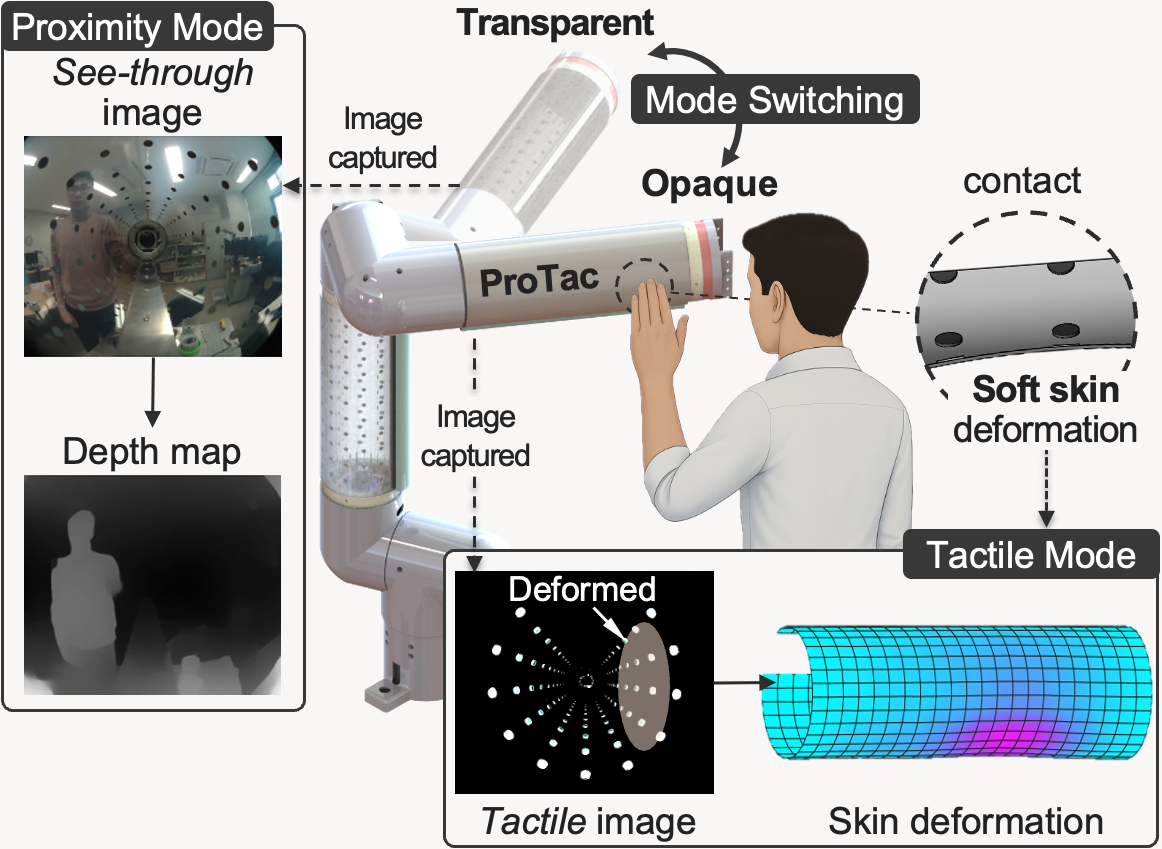 Proximity Mode
See-through
image
Depth map
Transparent
Mode Switching
Opaque
Image
captured
ProTac
Image
captured
contact
Soft skin
deformation
Tactile Mode
Deformed
Tactile image
Skin deformation